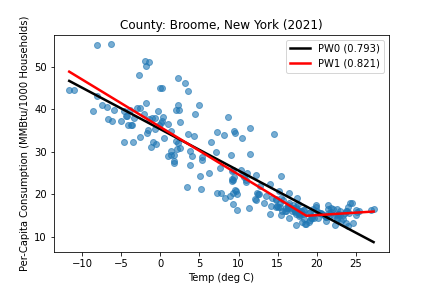 County: Broome, New York (2021)
PW0 (0.793)
PW1 (0.821)
Per-Capita Consumption (MMBtu/1000 Households)
50
40
30
20
10
−10 −5 0 5 10 15 20 25
Temp (deg C)